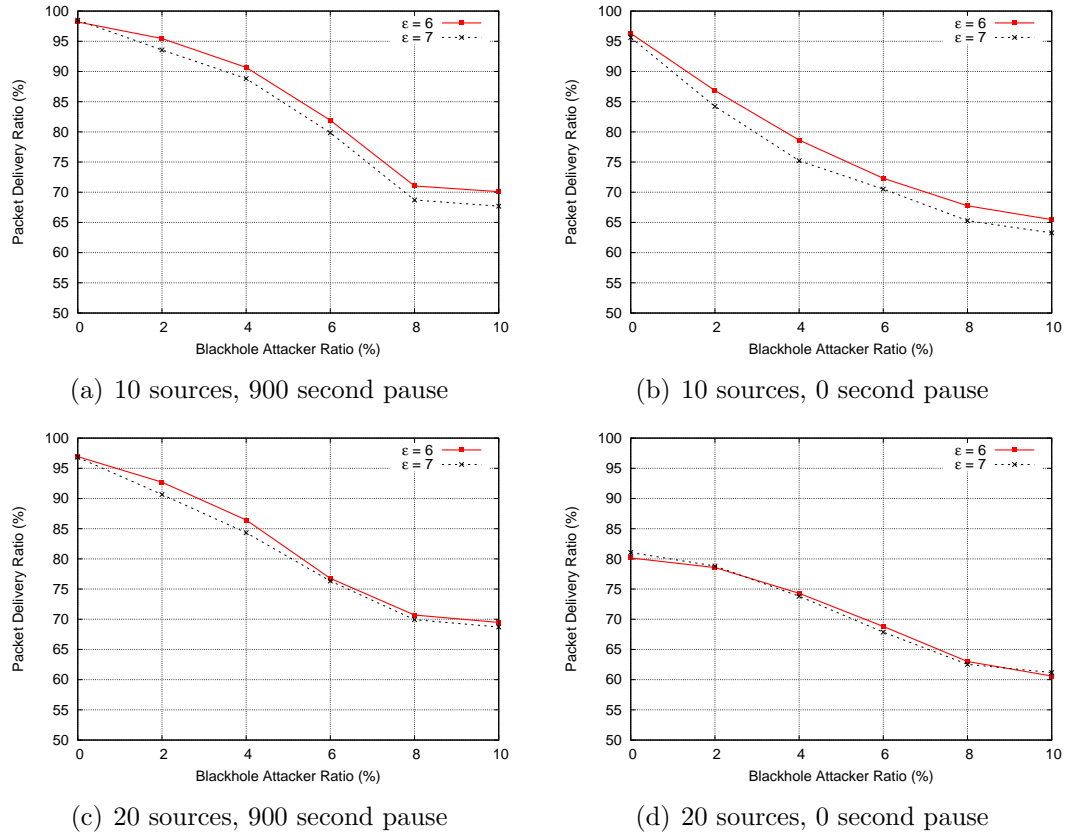 100
95
90
85
80
75
70
65
60
55
50
0 2 4 6 8 10
Packet Delivery Ratio (%)
Blackhole Attacker Ratio (%)
ε = 6
ε = 7
(a) 10 sources, 900 second pause
100
95
90
85
80
75
70
65
60
55
50
0 2 4 6 8 10
Packet Delivery Ratio (%)
Blackhole Attacker Ratio (%)
ε = 6
ε = 7
(b) 10 sources, 0 second pause
100
95
90
85
80
75
70
65
60
55
50
0 2 4 6 8 10
Packet Delivery Ratio (%)
Blackhole Attacker Ratio (%)
ε = 6
ε = 7
(c) 20 sources, 900 second pause
100
95
90
85
80
75
70
65
60
55
50
0 2 4 6 8 10
Packet Delivery Ratio (%)
Blackhole Attacker Ratio (%)
ε = 6
ε = 7
(d) 20 sources, 0 second pause